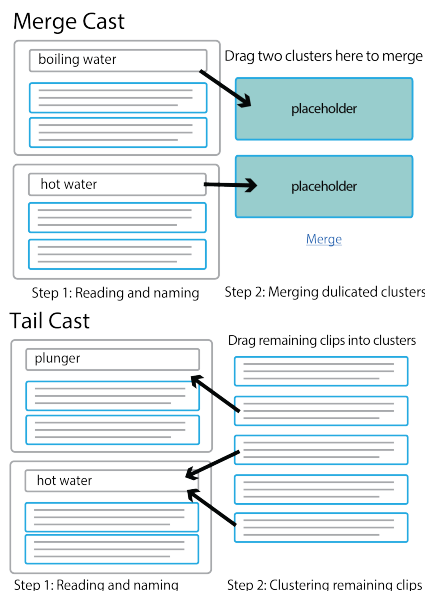 Merge Cast
boiling water
Drag two clusters here to merge
placeholder
hot water
placeholder
Merge
Step 1: Reading and naming
Step 2: Merging dulicated clusters
Tail Cast
plunger
Drag remaining clips into clusters
hot water
Step 1: Reading and naming
Step 2: Clustering remaining clips